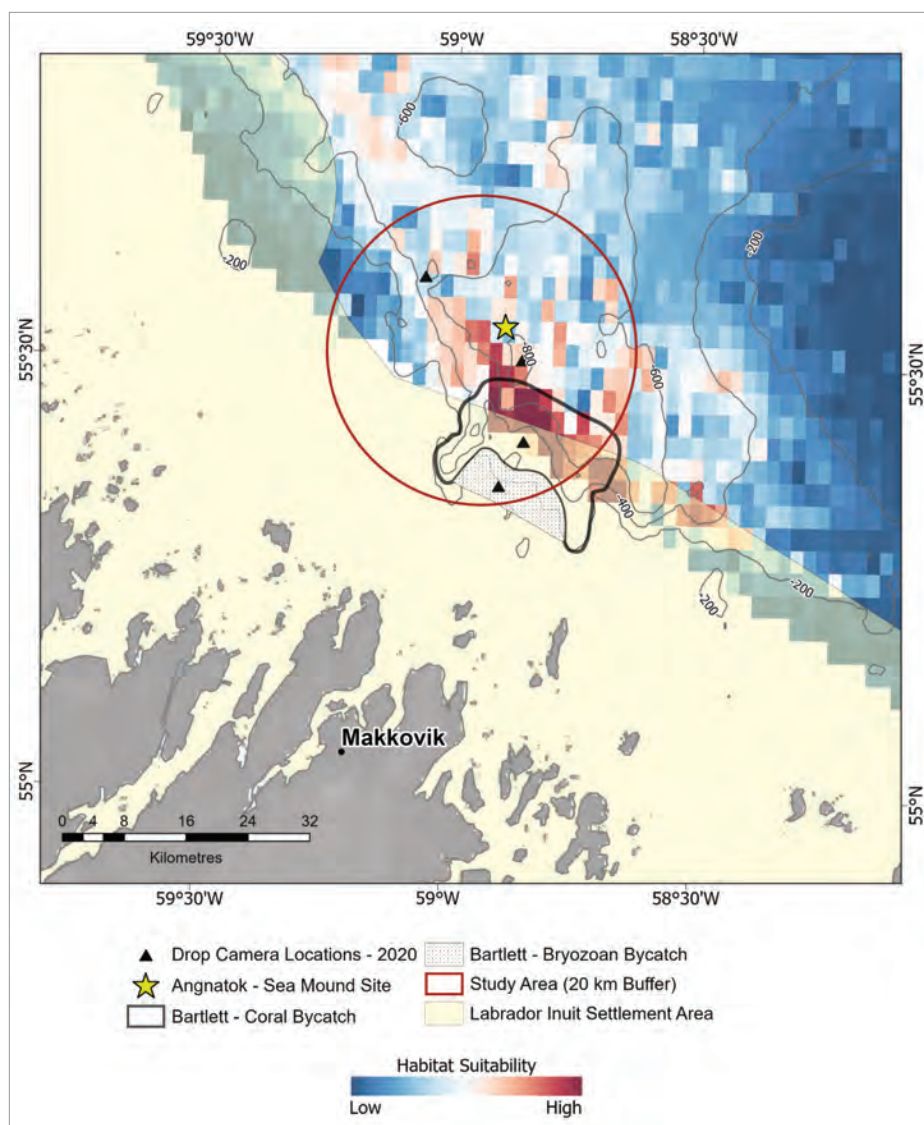 59°30'W
59°0'W
58°30'W
-600
-200
-200
55°30'N
55°30'N
-800
-600
-400
-200
-200
Makkovik
55°N
55°N
0 4 8 16 24 32
Kilometres
59°30'W
59°0'W
58°30'W
Drop Camera Locations - 2020
Bartlett - Bryozoan Bycatch
Angnatok - Sea Mound Site
Study Area (20 km Buffer)
Bartlett - Coral Bycatch
Labrador Inuit Settlement Area
Habitat Suitability
Low
High